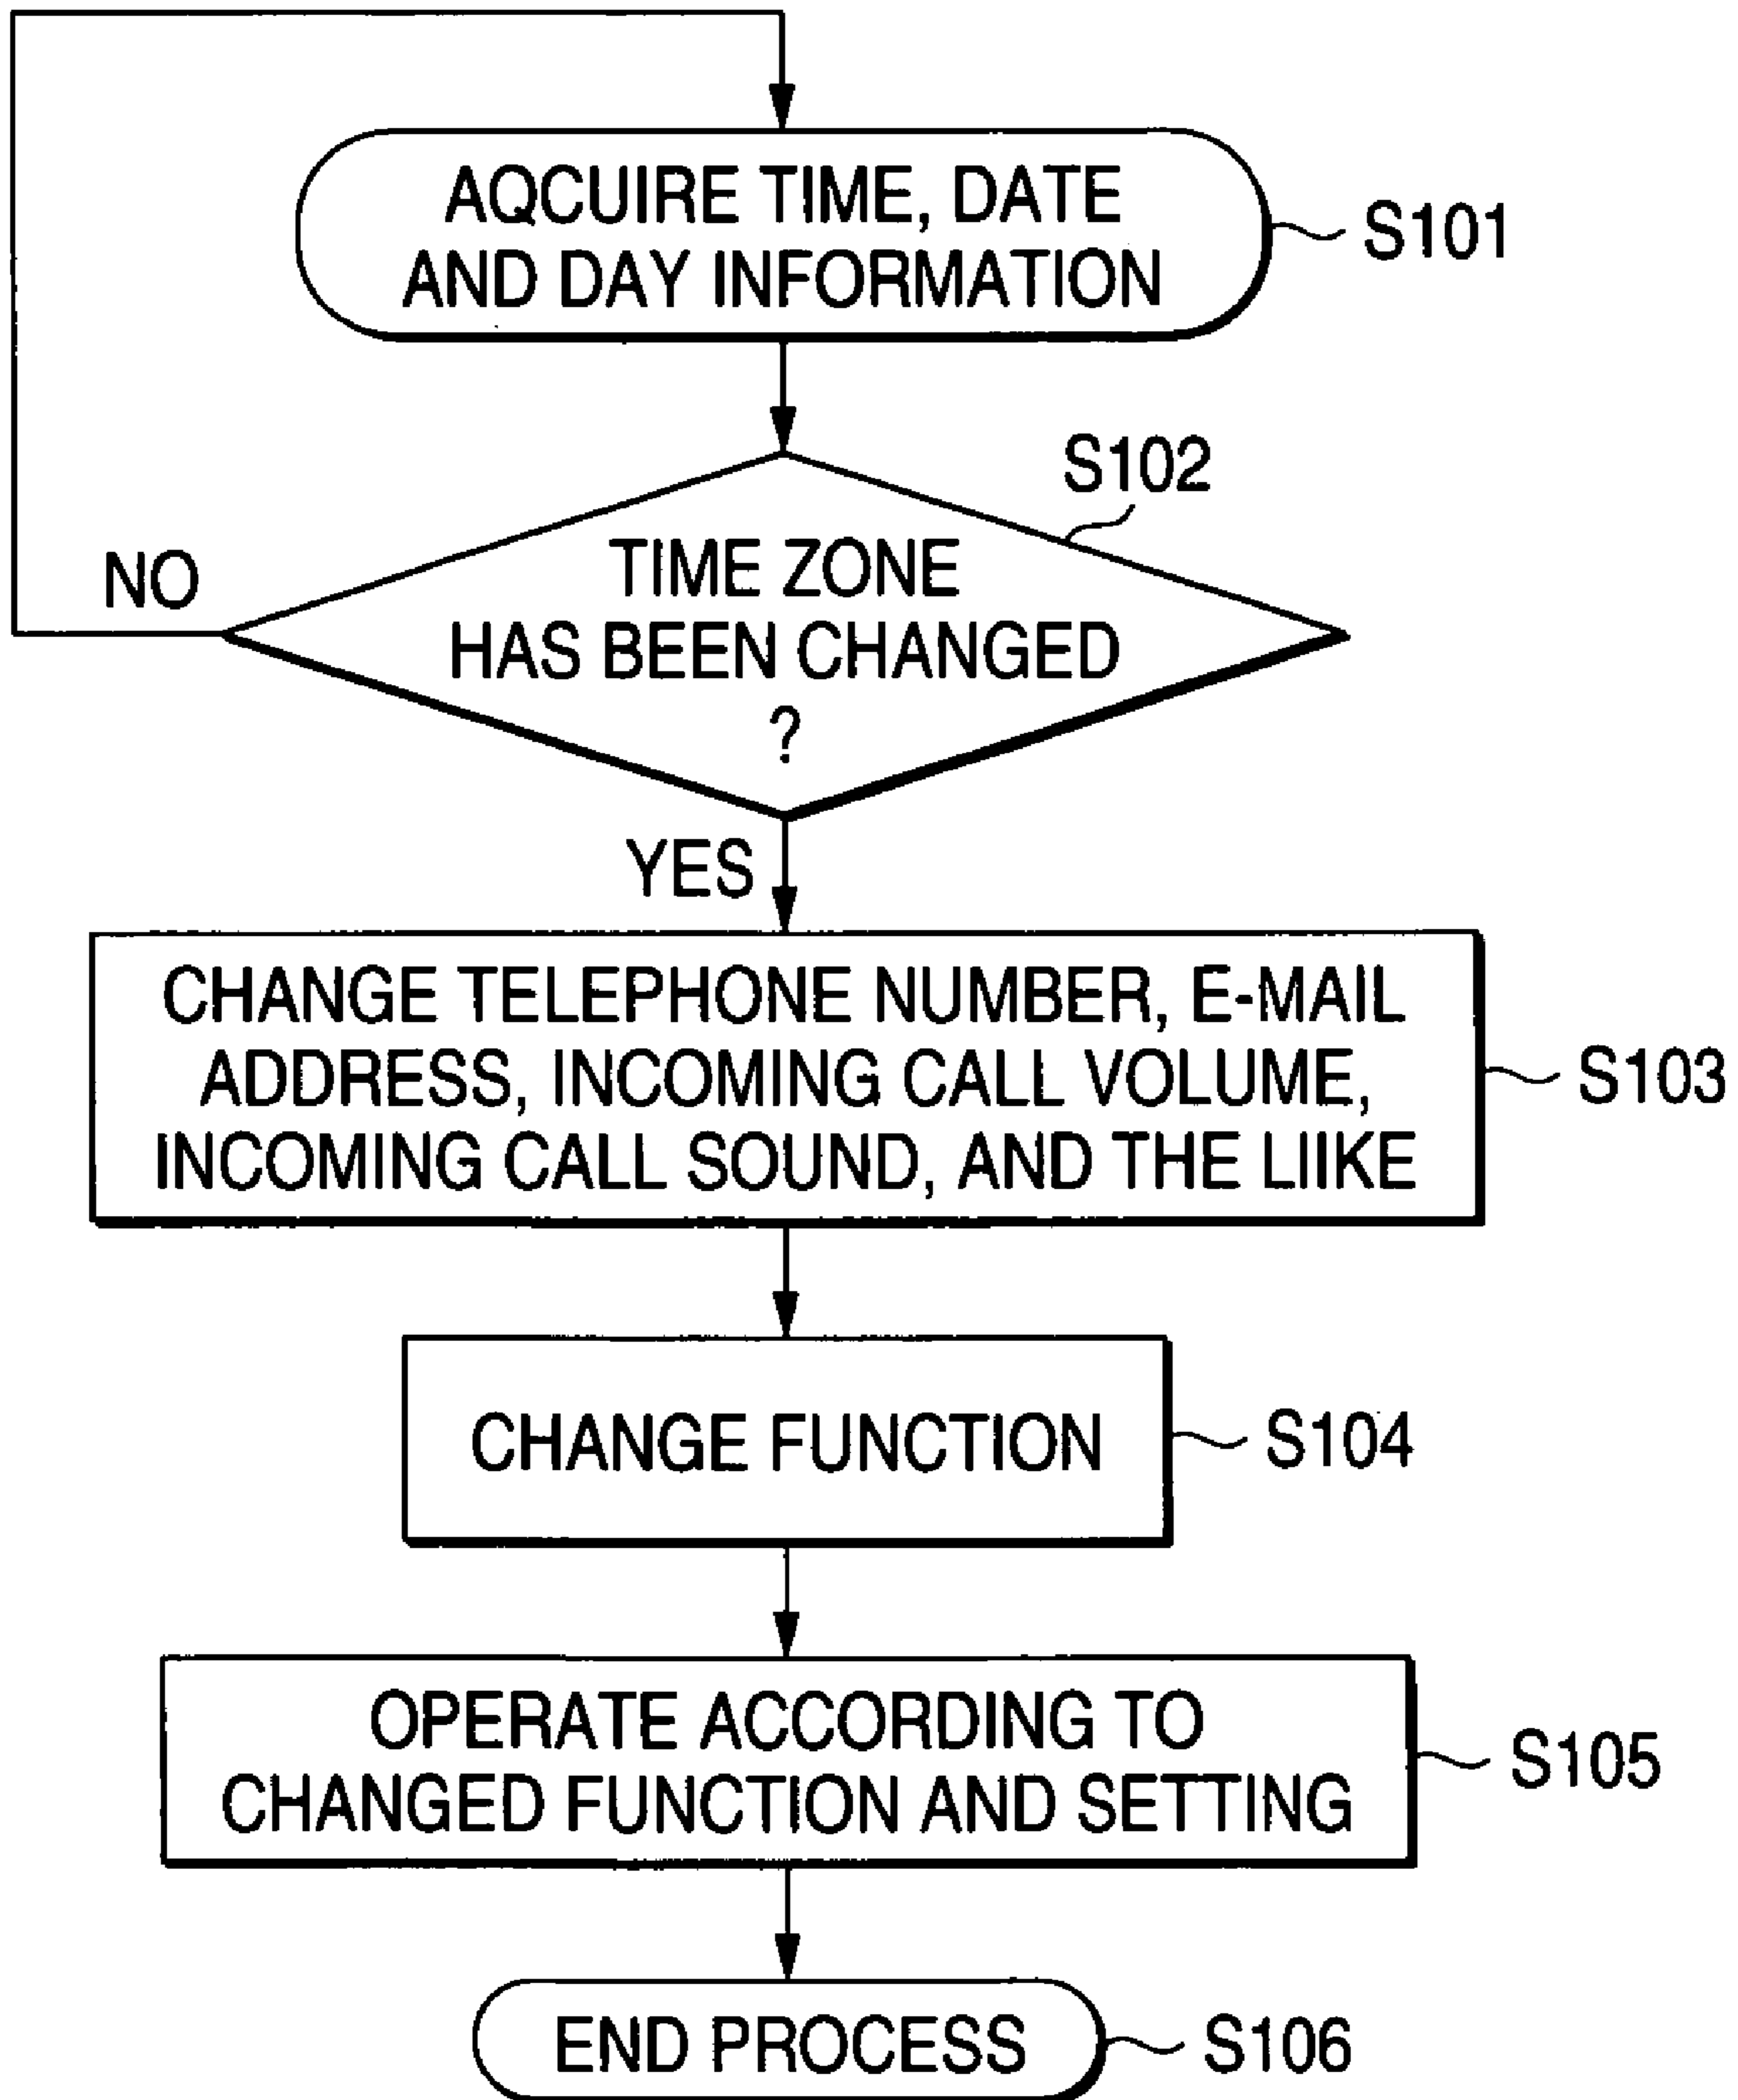 AQCUIRE TIME, DATE
AND DAY INFORMATION
S101
S102
TIME ZONE
HAS BEEN CHANGED
?
NO
YES
CHANGE TELEPHONE NUMBER, E-MAIL
ADDRESS, INCOMING CALL VOLUME,
INCOMING CALL SOUND, AND THE LIIKE
S103
CHANGE FUNCTION
S104
OPERATE ACCORDING TO
CHANGED FUNCTION AND SETTING
S105
END PROCESS
S106